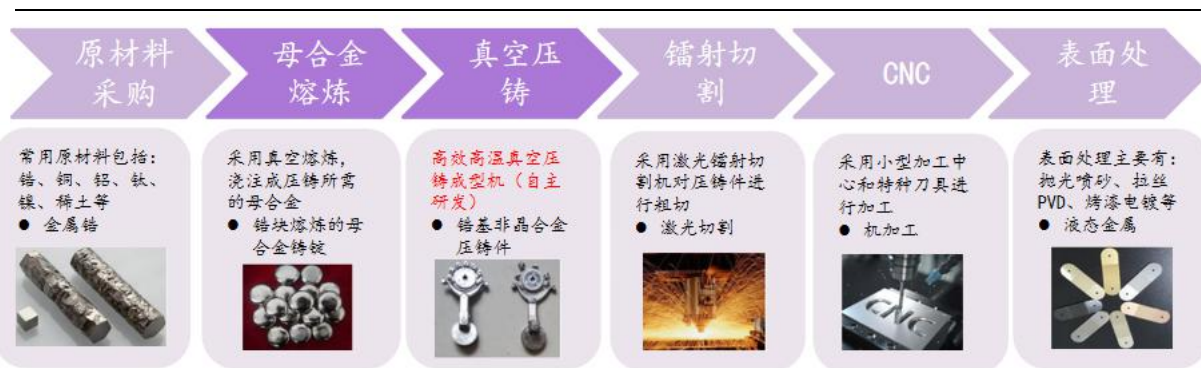 原材料
采购
母合金
熔炼
真空压
铸
镭射切
割
CNC
表面处
理
常用原材料包括：
锆、铜、铝、钛、
镍、稀土等
● 金属锆
采用真空熔炼，
浇注成压铸所需
的母合金
● 锆块熔炼的母
合金铸锭
高效高温真空压
铸成型机（自主
研发）
● 锆基非晶合金
压铸件
采用激光镭射切
割机对压铸件进
行粗切
● 激光切割
采用小型加工中
心和特种刀具进
行加工
● 机加工
CNC
表面处理主要有：
抛光喷砂、拉丝
PVD、烤漆电镀等
● 液态金属